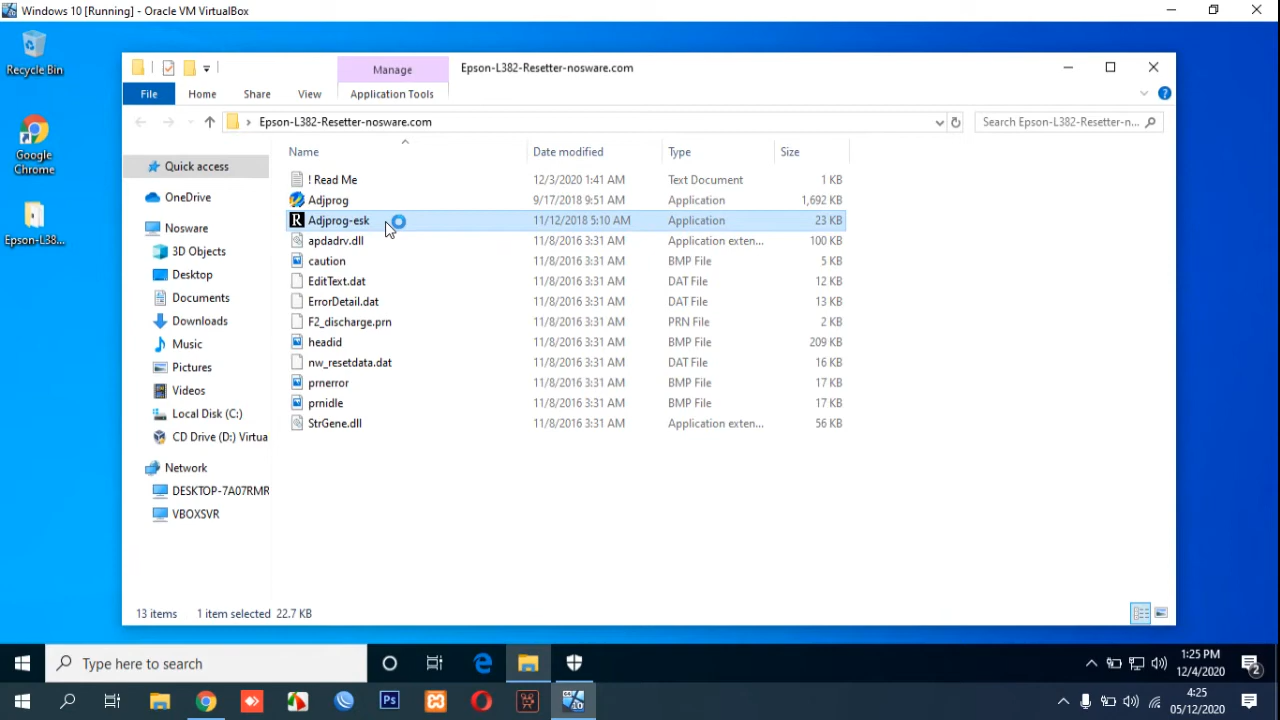 Windows 10 [Running] - Oracle VM VirtualBox
Recycle Bin
Google
Chrome
Epson-L38...
Manage
Epson-L382-Resetter-nosware.com
File
Home
Share
View
Application Tools
Epson-L382-Resetter-nosware.com
Search Epson-L382-Resetter-n...
Name
Date modified
Type
Size
! Read Me
12/3/2020 1:41 AM
Text Document
1 KB
Adjprog
9/17/2018 9:51 AM
Application
1,692 KB
Adjprog-esk
11/12/2018 5:10 AM
Application
23 KB
apdadrv.dll
11/8/2016 3:31 AM
Application exten...
100 KB
caution
11/8/2016 3:31 AM
BMP File
5 KB
EditText.dat
11/8/2016 3:31 AM
DAT File
12 KB
ErrorDetail.dat
11/8/2016 3:31 AM
DAT File
13 KB
F2_discharge.prn
11/8/2016 3:31 AM
PRN File
2 KB
headid
11/8/2016 3:31 AM
BMP File
209 KB
nw_resetdata.dat
11/8/2016 3:31 AM
DAT File
16 KB
prnerror
11/8/2016 3:31 AM
BMP File
17 KB
prnidle
11/8/2016 3:31 AM
BMP File
17 KB
StrGene.dll
11/8/2016 3:31 AM
Application exten...
56 KB
Quick access
OneDrive
Nosware
3D Objects
Desktop
Documents
Downloads
Music
Pictures
Videos
Local Disk (C:)
CD Drive (D:) Virtua
Network
DESKTOP-7A07RMR
VBOXSVR
13 items
1 item selected 22.7 KB
Type here to search
1:25 PM
12/4/2020
2
Ps
4:25
05/12/2020